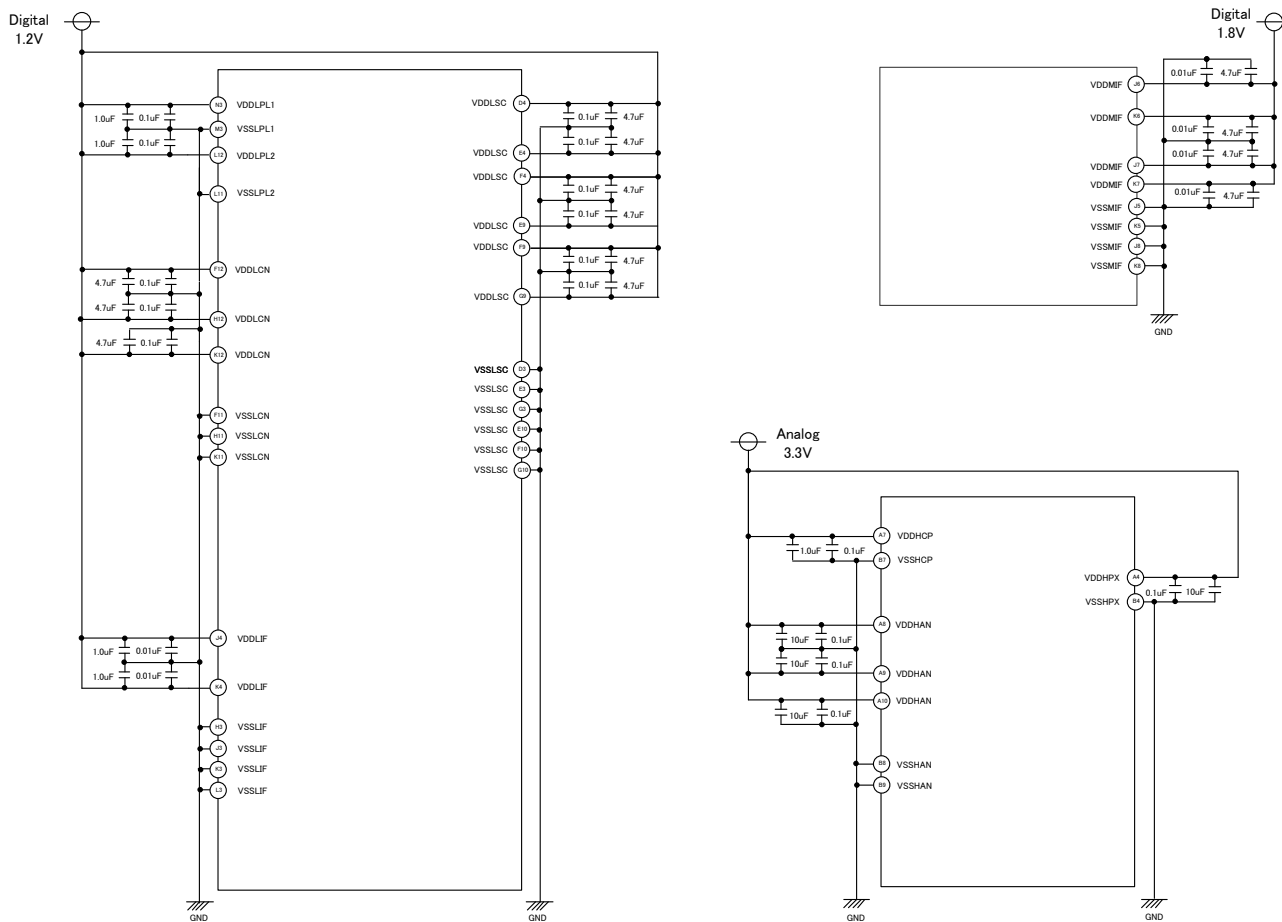 Digital
1.2V
N3 VDDLPL1
1.0uF 0.1uF
M3 VSSLPL1
1.0uF 0.1uF
L12 VDDLPL2
L11 VSSLPL2
F12 VDDLCN
4.7uF 0.1uF
4.7uF 0.1uF
H12 VDDLCN
4.7uF 0.1uF
K12 VDDLCN
F11 VSSLCN
H11 VSSLCN
K11 VSSLCN
J4 VDDLIF
1.0uF 0.01uF
1.0uF 0.01uF
K4 VDDLIF
H3 VSSLIF
J3 VSSLIF
K3 VSSLIF
L3 VSSLIF
GND
VDDLSC D4
0.1uF 4.7uF
0.1uF 4.7uF
VDDLSC E4
VDDLSC F4
0.1uF 4.7uF
0.1uF 4.7uF
VDDLSC E9
VDDLSC F9
0.1uF 4.7uF
0.1uF 4.7uF
VDDLSC G9
VSSLSC D3
VSSLSC E3
VSSLSC G3
VSSLSC E10
VSSLSC F10
VSSLSC G10
GND
Digital
1.8V
0.01uF 4.7uF
VDDMIF J6
VDDMIF K6
0.01uF 4.7uF
0.01uF 4.7uF
VDDMIF J7
VDDMIF K7
0.01uF 4.7uF
VSSMIF J5
VSSMIF K5
VSSMIF J8
VSSMIF K8
GND
Analog
3.3V
A7 VDDHCP
1.0uF 0.1uF
B7 VSSHCP
A8 VDDHAN
10uF 0.1uF
10uF 0.1uF
A9 VDDHAN
A10 VDDHAN
10uF 0.1uF
B8 VSSHAN
B9 VSSHAN
GND
VDDHPX A4
0.1uF 10uF
VSSHPX B4
GND